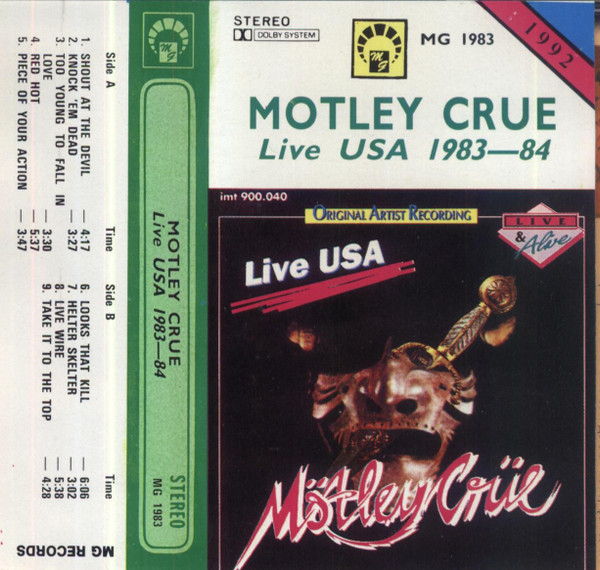 Side A Time
1. SHOUT AT THE DEVIL — 4:17
2. KNOCK 'EM DEAD — 3:27
3. TOO YOUNG TO FALL IN
LOVE — 3:30
4. RED HOT — 5:37
5. PIECE OF YOUR ACTION — 3:47
Side B Time
6. LOOKS THAT KILL — 6:06
7. HELTER SKELTER — 3:02
8. LIVE WIRE — 5:38
9. TAKE IT TO THE TOP — 4:28
MG RECORDS
MG
MOTLEY CRUE
Live USA 1983—84
STEREO
MG 1983
STEREO
DOLBY SYSTEM
MG
MG 1983
1992
MOTLEY CRUE
Live USA 1983—84
imt 900.040
ORIGINAL ARTIST RECORDING
LIVE
& Alive
Live USA
Mötley Crüe